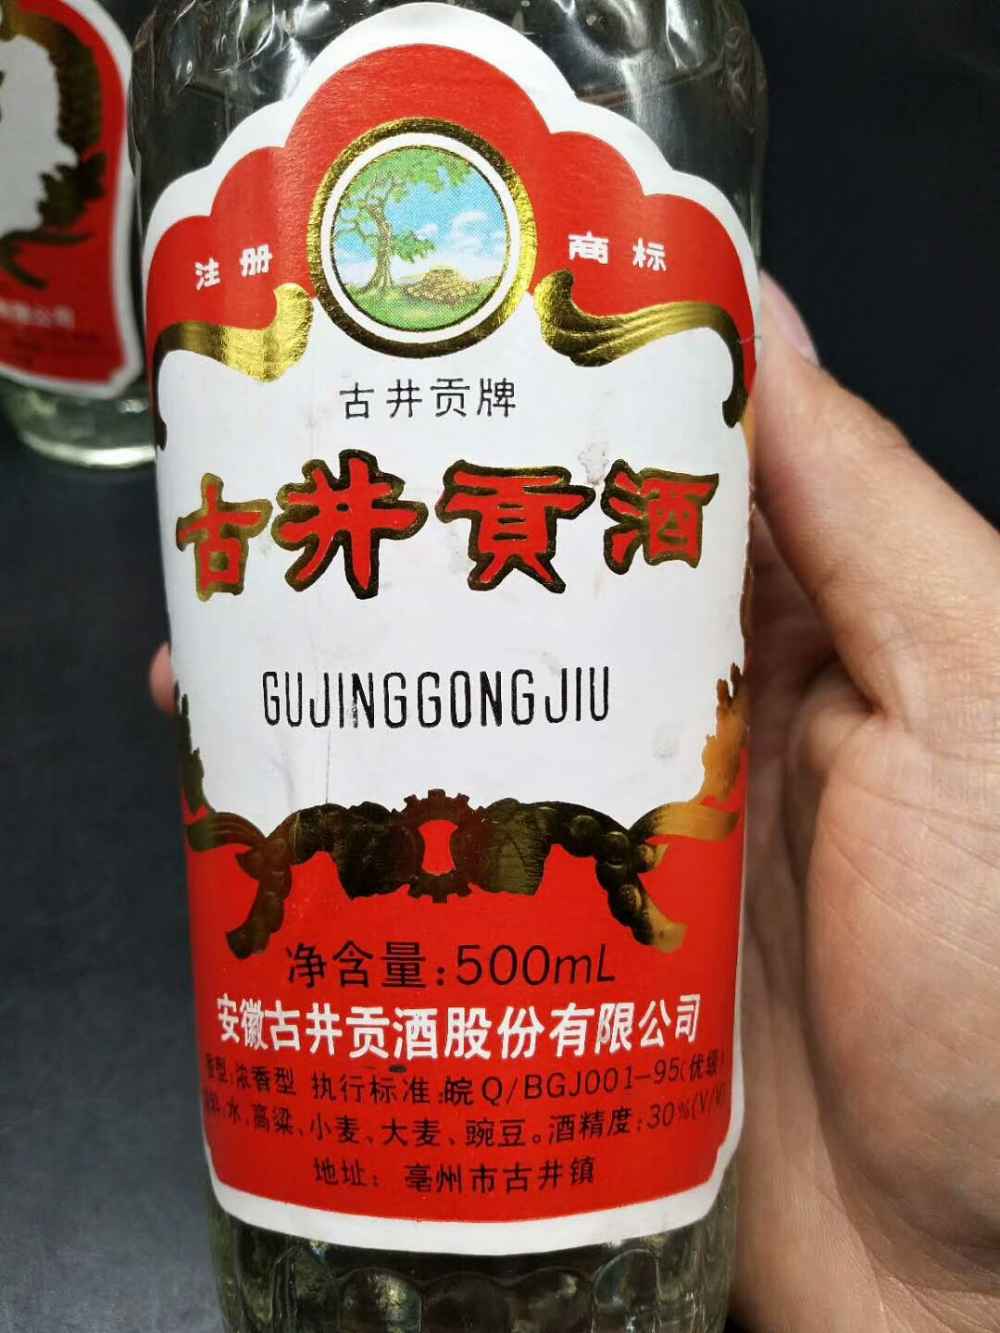 注册 商标
古井贡牌
古井貢酒
GUJINGGONGJIU
净含量:500mL
安徽古井贡酒股份有限公司
型:浓香型 执行标准:皖Q/BGJ001-95(优级)
料:水、高粱、小麦、大麦、豌豆。酒精度:30%(V/V)
地址: 亳州市古井镇